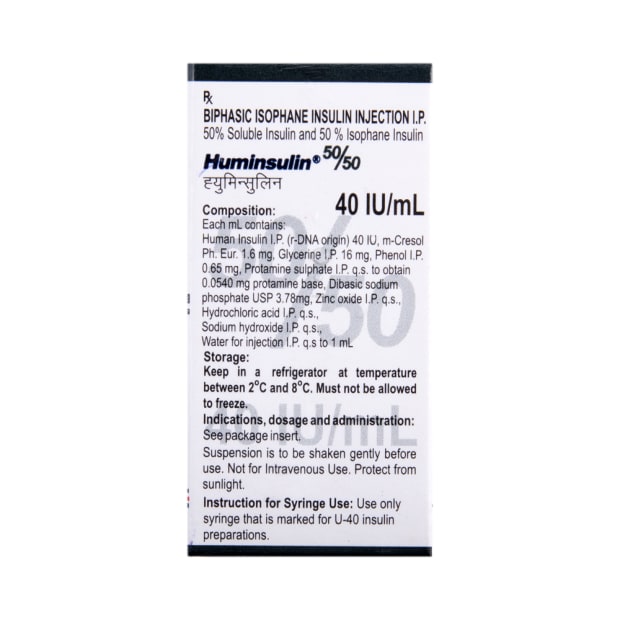 Rx
BIPHASIC ISOPHANE INSULIN INJECTION I.P.
50% Soluble Insulin and 50 % Isophane Insulin
Huminsulin® 50/50
ह्युमिन्सुलिन
40 IU/mL
Composition:
Each mL contains:
Human Insulin I.P. (r-DNA origin) 40 IU, m-Cresol
Ph. Eur. 1.6 mg, Glycerine I.P. 16 mg, Phenol I.P.
0.65 mg, Protamine sulphate I.P. q.s. to obtain
0.0540 mg protamine base, Dibasic sodium
phosphate USP 3.78mg, Zinc oxide I.P. q.s.,
Hydrochloric acid I.P. q.s.,
Sodium hydroxide I.P. q.s.,
Water for injection I.P. q.s to 1 mL
Storage:
Keep in a refrigerator at temperature
between 2°C and 8°C. Must not be allowed
to freeze.
Indications, dosage and administration:
See package insert.
Suspension is to be shaken gently before
use. Not for Intravenous Use. Protect from
sunlight.
Instruction for Syringe Use: Use only
syringe that is marked for U-40 insulin
preparations.
50/50
40 IU/mL